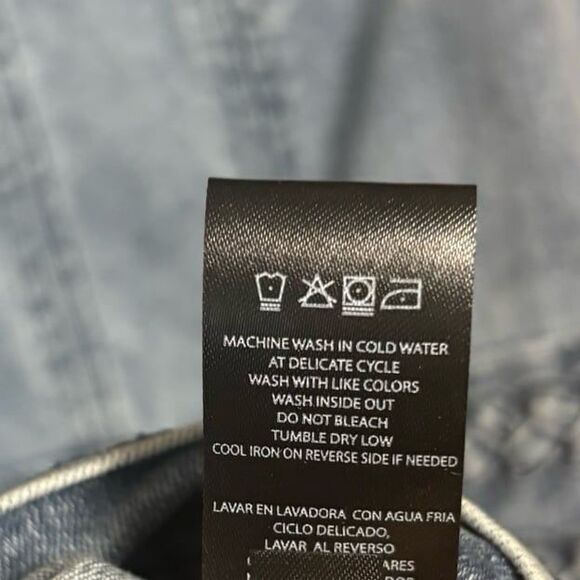 MACHINE WASH IN COLD WATER
AT DELICATE CYCLE
WASH WITH LIKE COLORS
WASH INSIDE OUT
DO NOT BLEACH
TUMBLE DRY LOW
COOL IRON ON REVERSE SIDE IF NEEDED
LAVAR EN LAVADORA CON AGUA FRIA
CICLO DELICADO,
LAVAR AL REVERSO